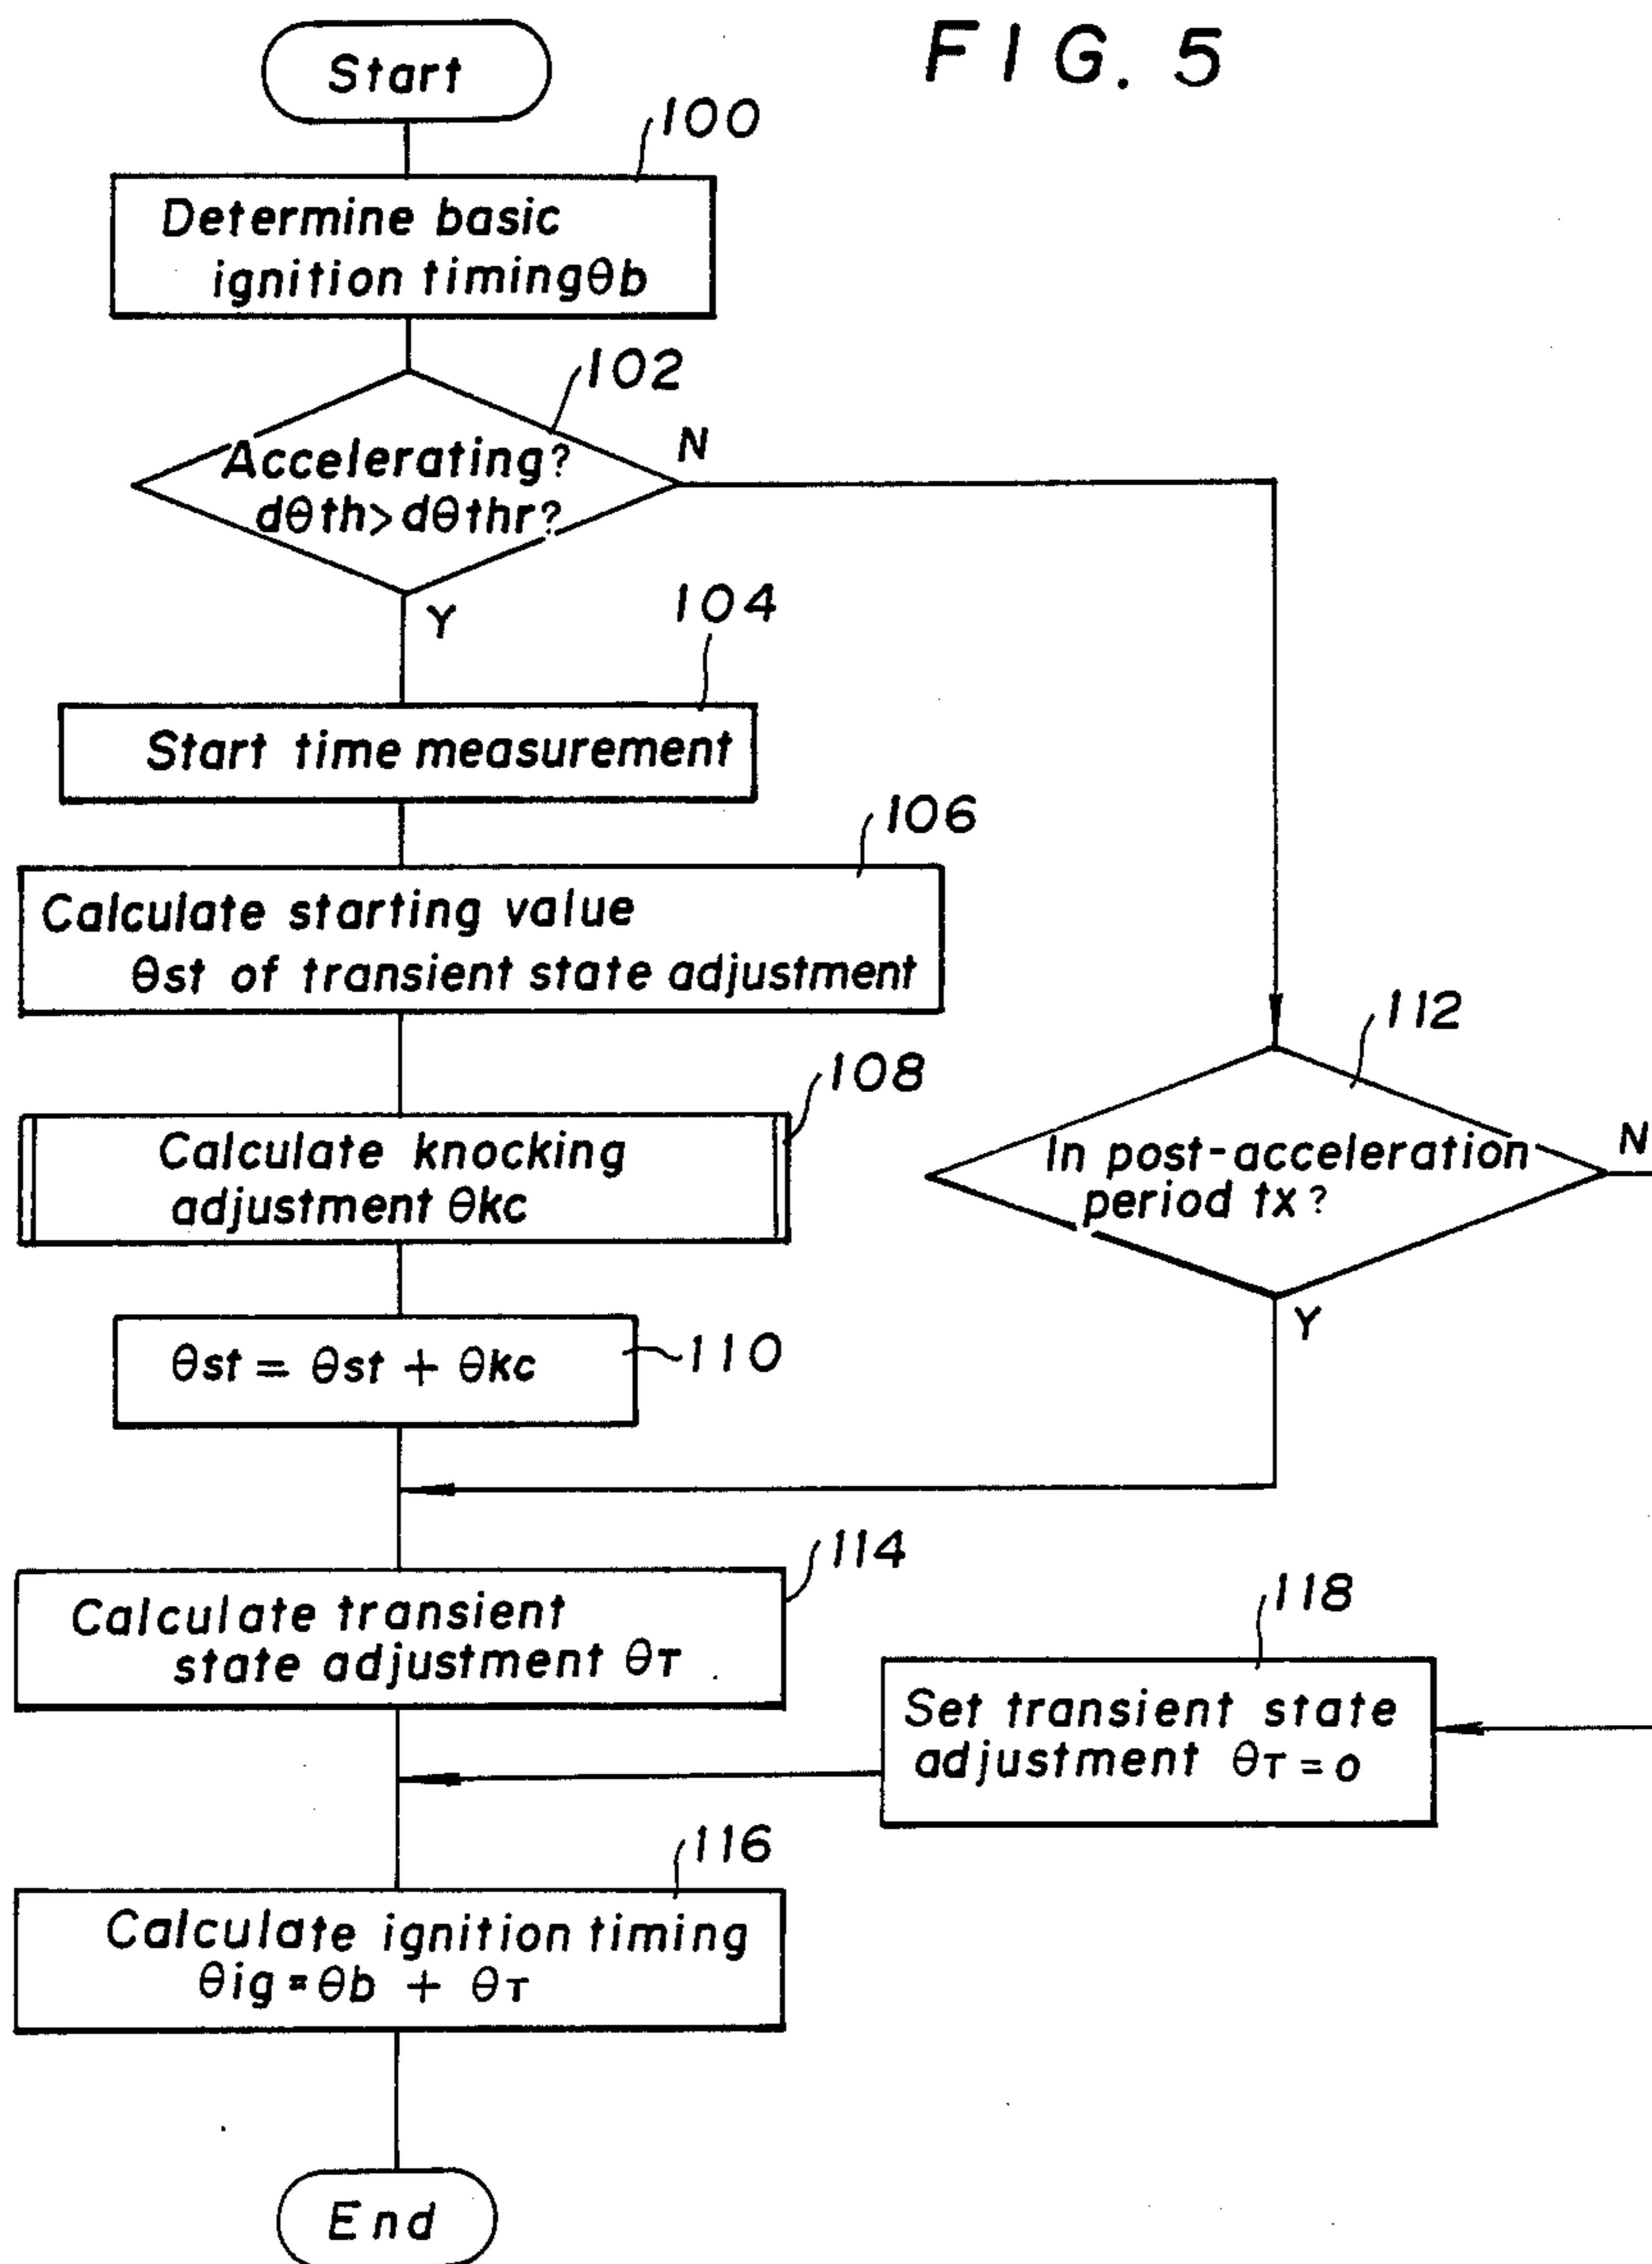 FIG. 5
Start
100
Determine basic
ignition timing θb
102
Accelerating?
dθth>dθthr?
N
Y
104
Start time measurement
106
Calculate starting value
θst of transient state adjustment
108
Calculate knocking
adjustment θkc
110
θst = θst + θkc
112
In post-acceleration
period tx?
N
Y
114
Calculate transient
state adjustment θT
118
Set transient state
adjustment θT = 0
116
Calculate ignition timing
θig = θb + θT
End